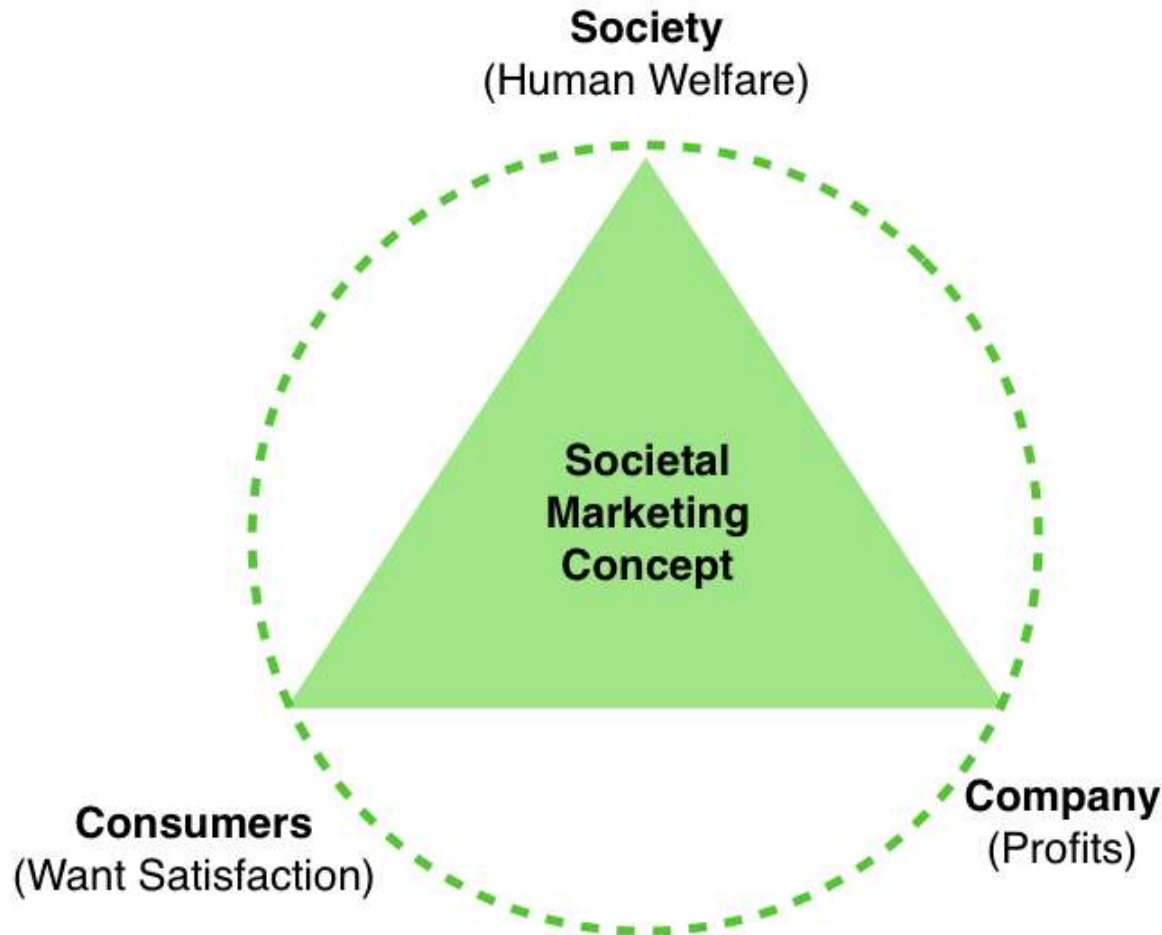 Society
(Human Welfare)
Societal
Marketing
Concept
Consumers
(Want Satisfaction)
Company
(Profits)